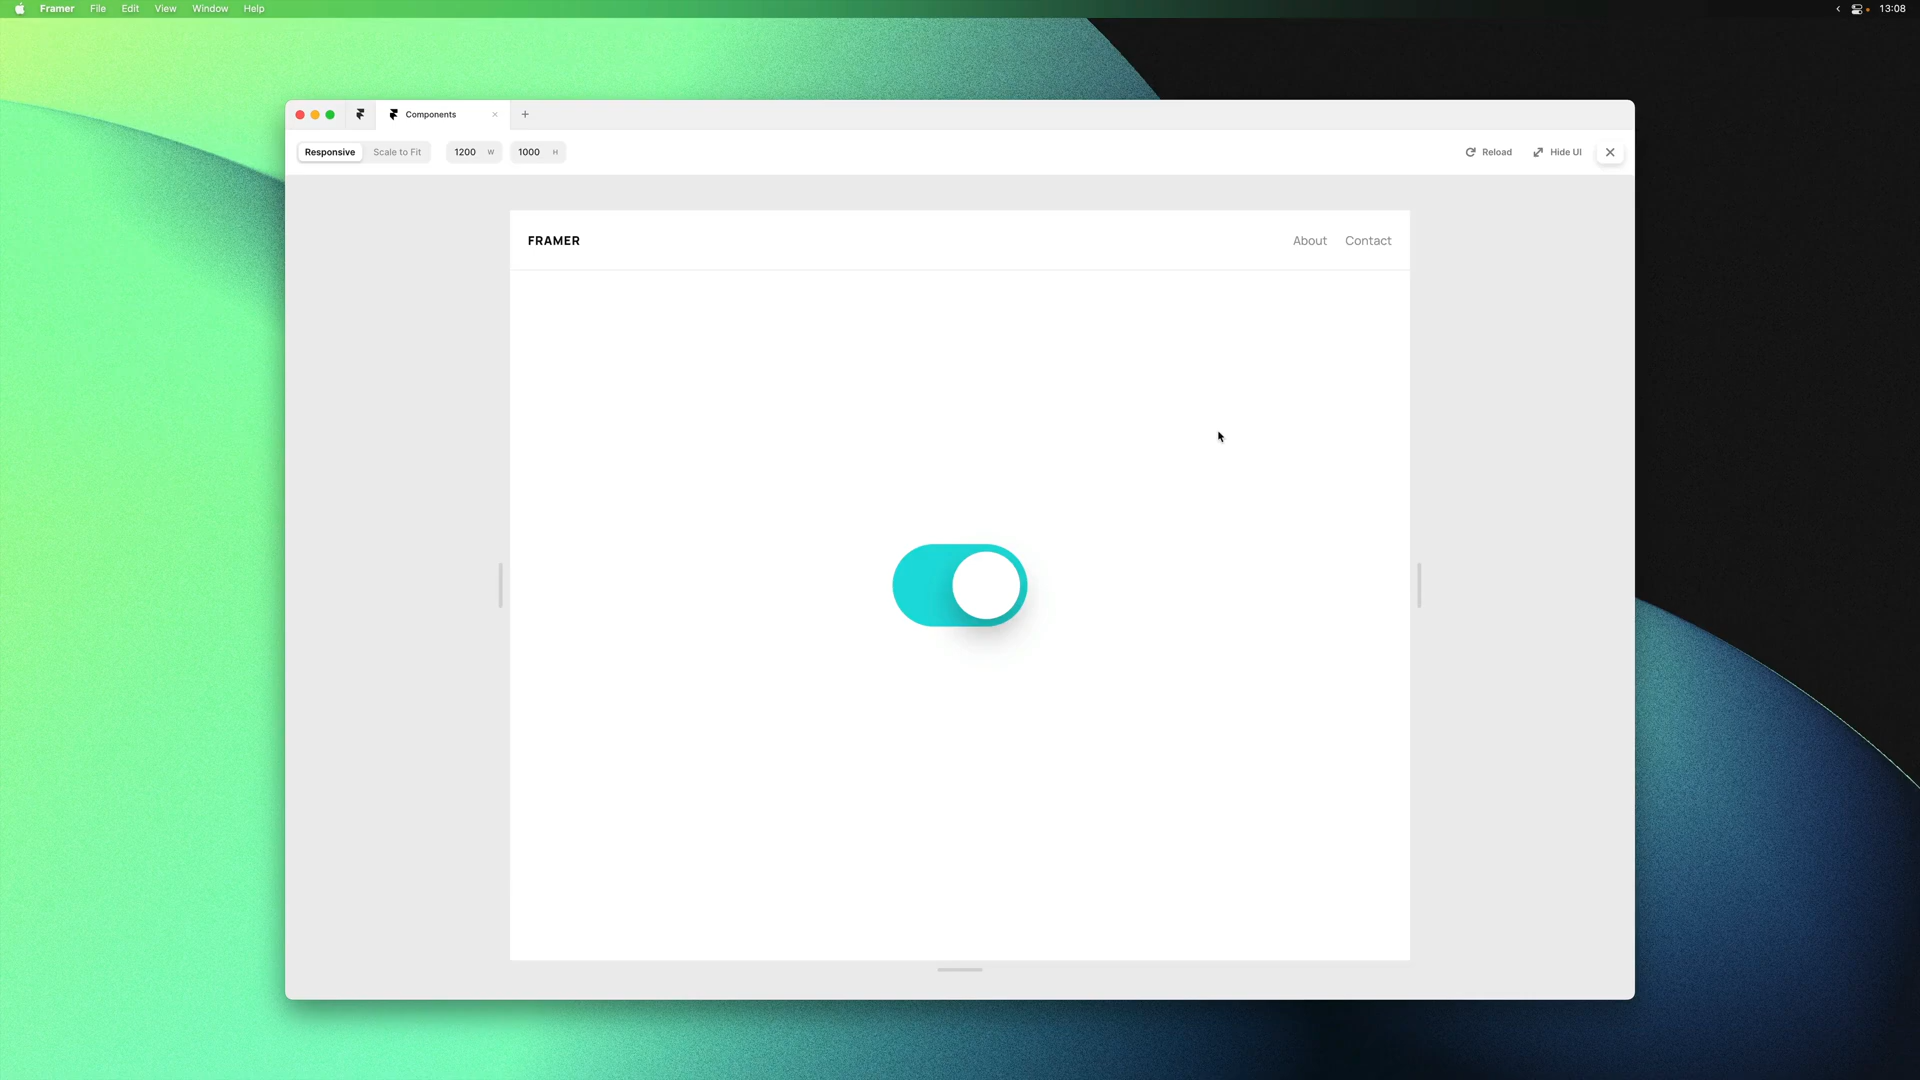 Framer File Edit View Window Help 13:08
Components
Responsive Scale to Fit 1200 W 1000 H Reload Hide UI
FRAMER About Contact